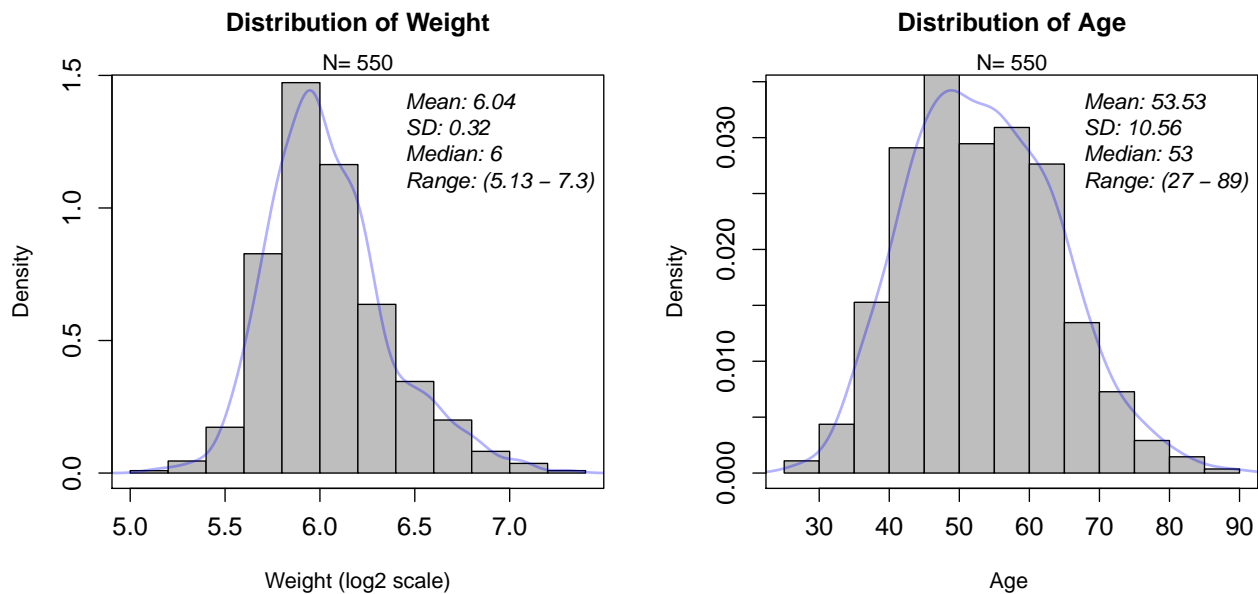 Distribution of Weight
N= 550
Mean: 6.04
SD: 0.32
Median: 6
Range: (5.13 − 7.3)
Density
0.0
0.5
1.0
1.5
5.0 5.5 6.0 6.5 7.0
Weight (log2 scale)
Distribution of Age
N= 550
Mean: 53.53
SD: 10.56
Median: 53
Range: (27 − 89)
Density
0.000
0.010
0.020
0.030
30 40 50 60 70 80 90
Age